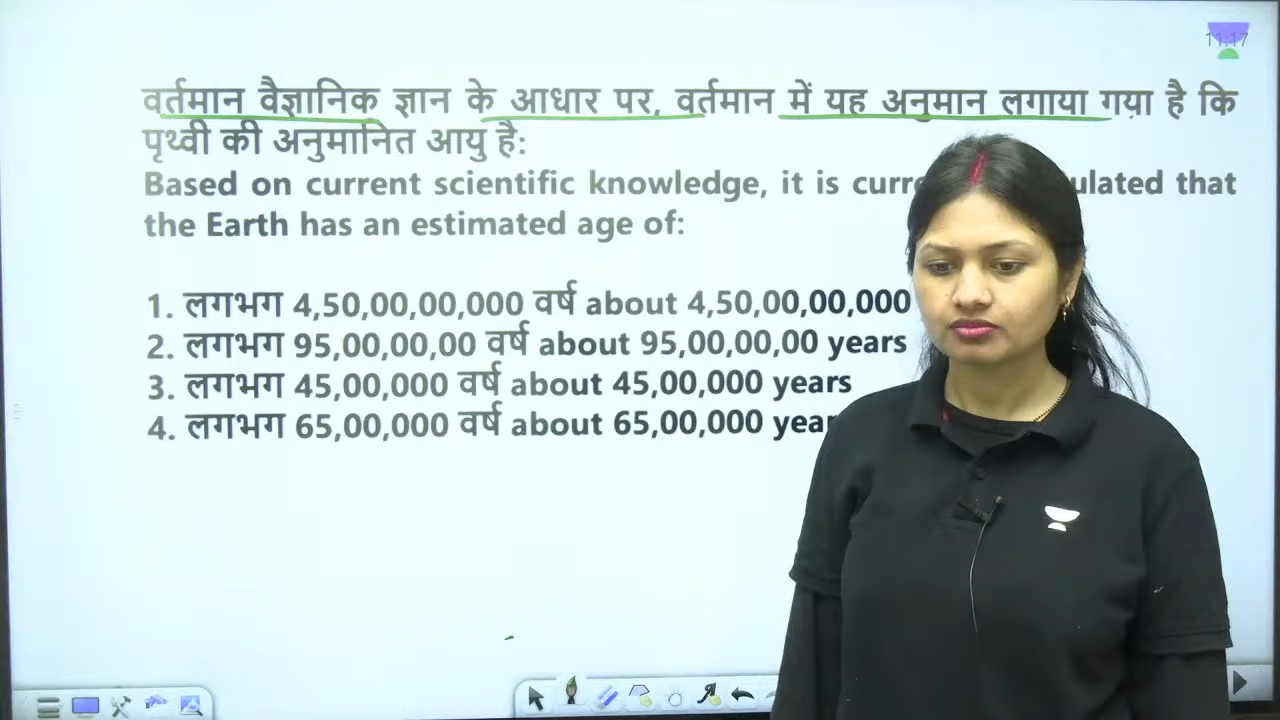 11:17
वर्तमान वैज्ञानिक ज्ञान के आधार पर, वर्तमान में यह अनुमान लगाया गया है कि
पृथ्वी की अनुमानित आयु है:
Based on current scientific knowledge, it is that
the Earth has an estimated age of:
1. लगभग 4,50,00,00,000 वर्ष about 4,50,00,00,000
2. लगभग 95,00,00,00 वर्ष about 95,00,00,00 years
3. लगभग 45,00,000 वर्ष about 45,00,000 years
4. लगभग 65,00,000 वर्ष about 65,00,000